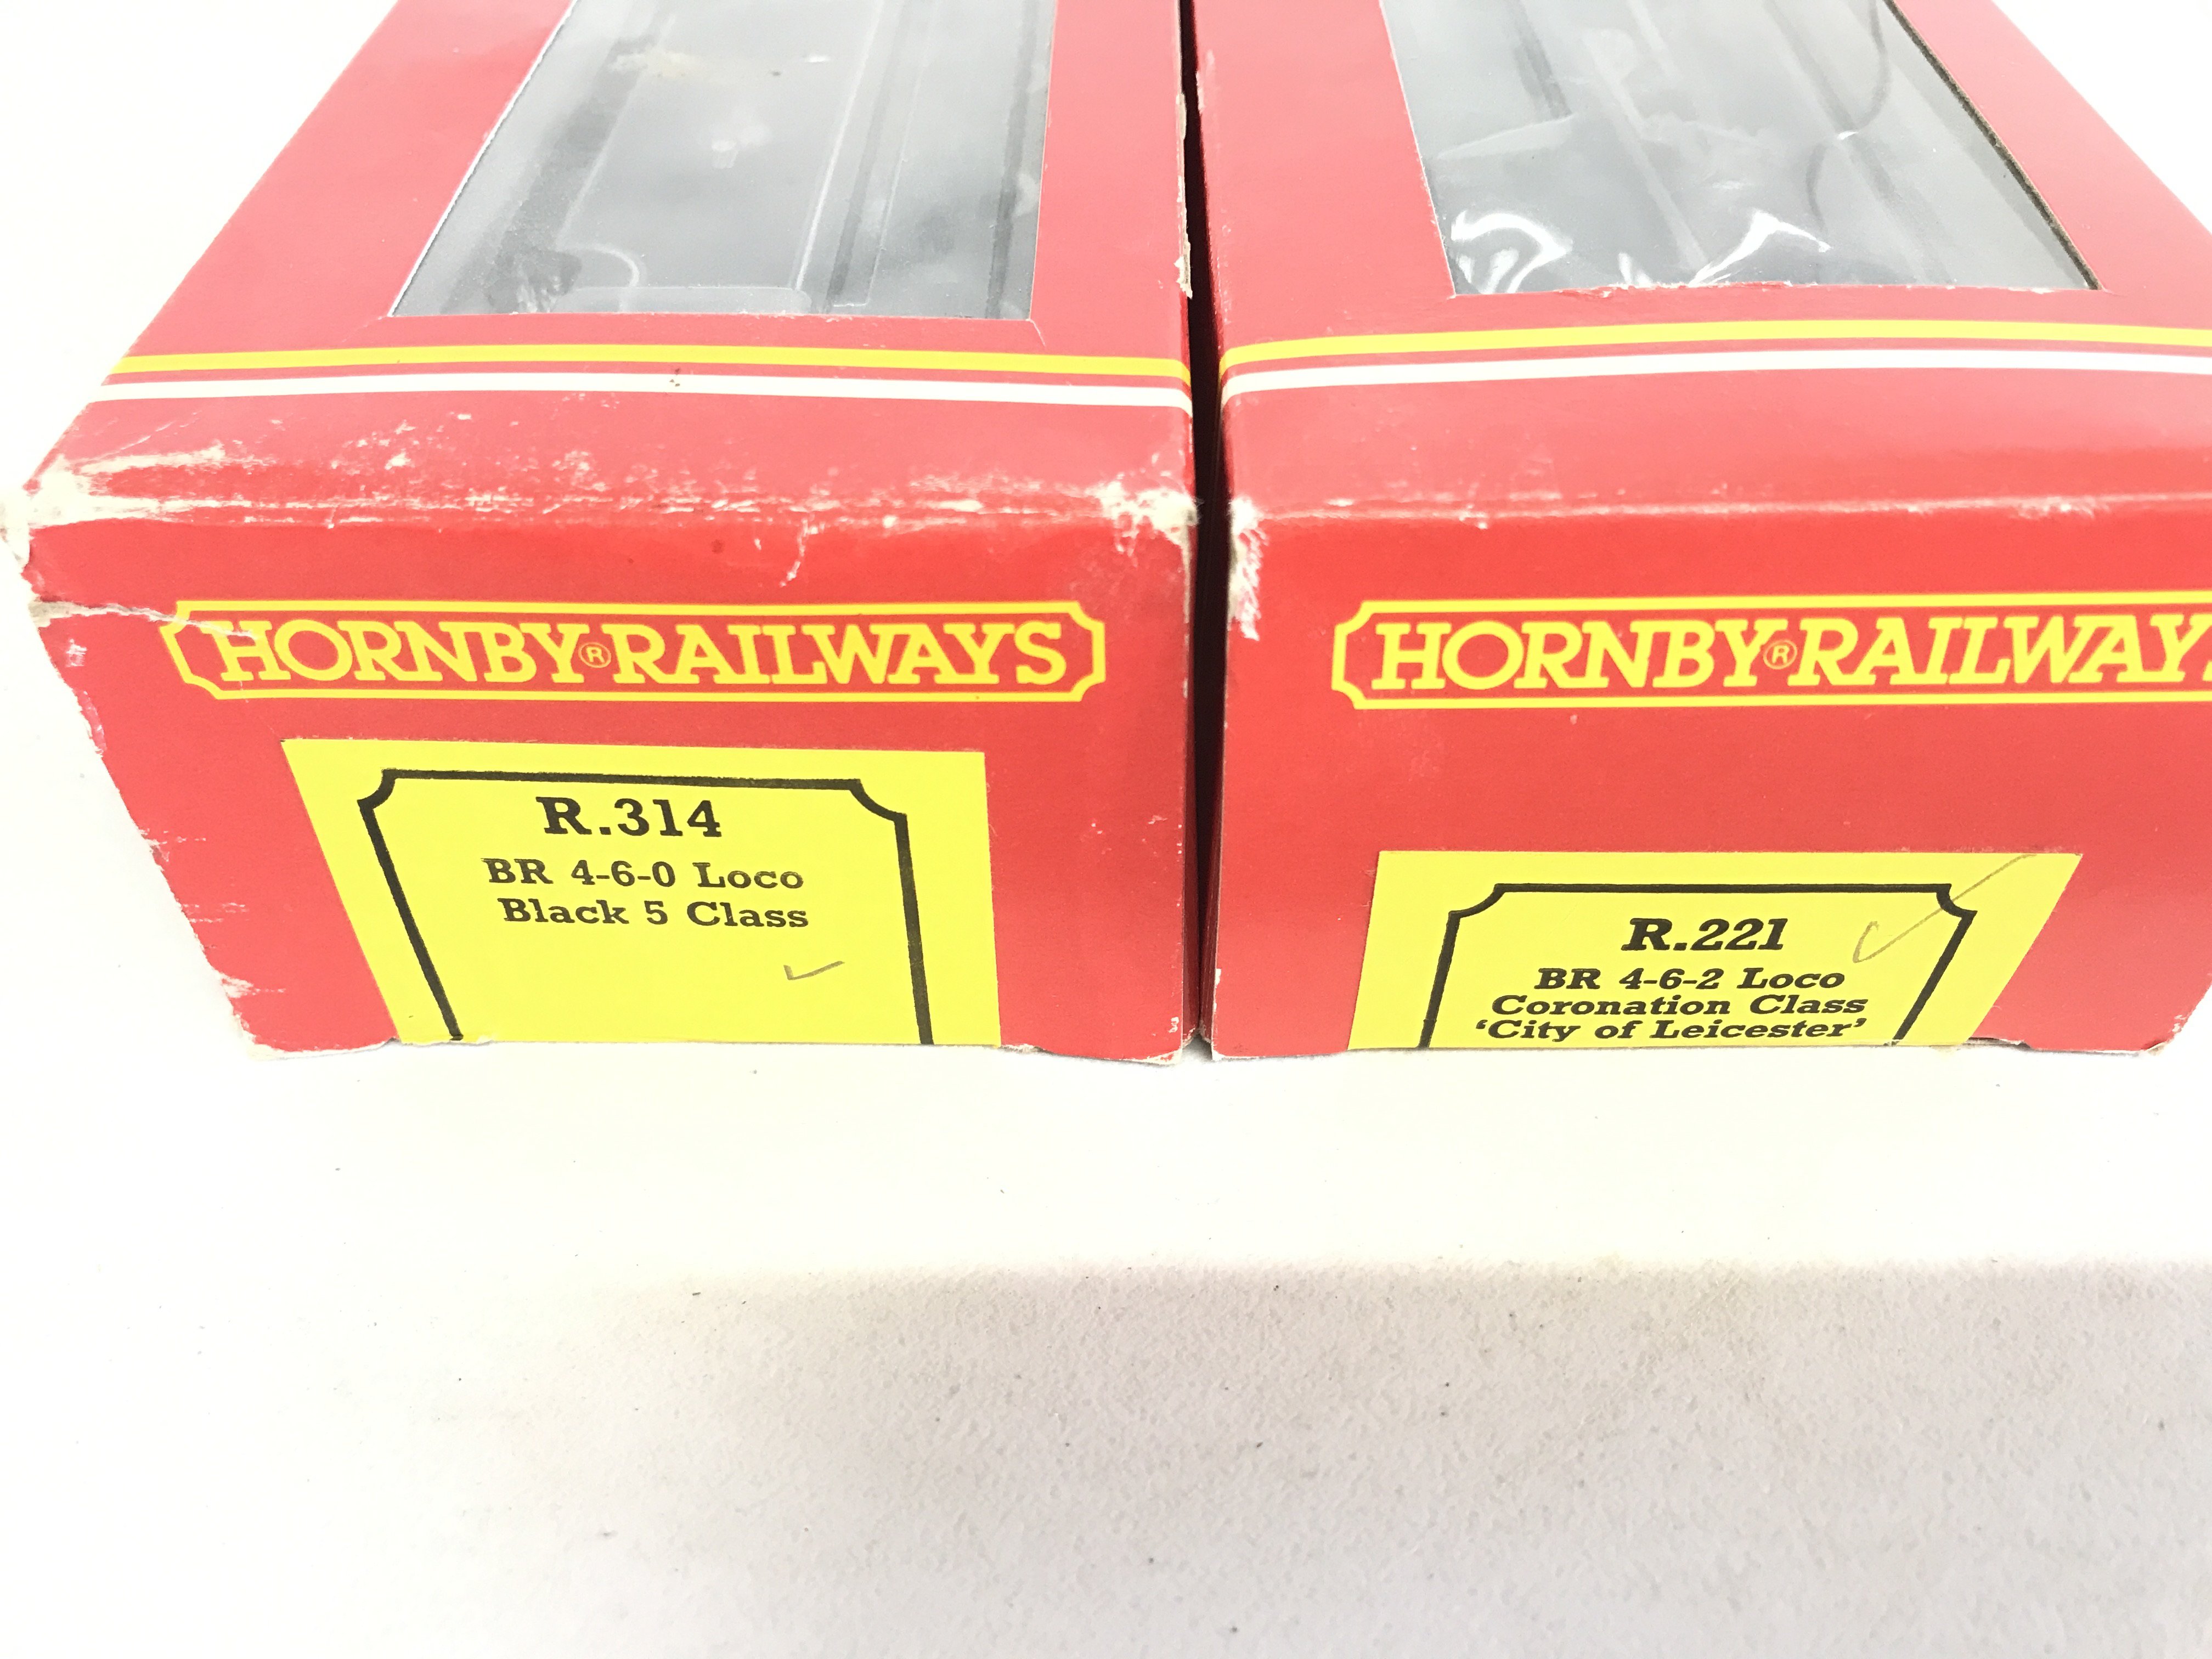 HORNBY®RAILWAYS
R.314
BR 4-6-0 Loco
Black 5 Class
HORNBY®RAILWAY
R.221
BR 4-6-2 Loco
Coronation Class
‘City of Leicester’